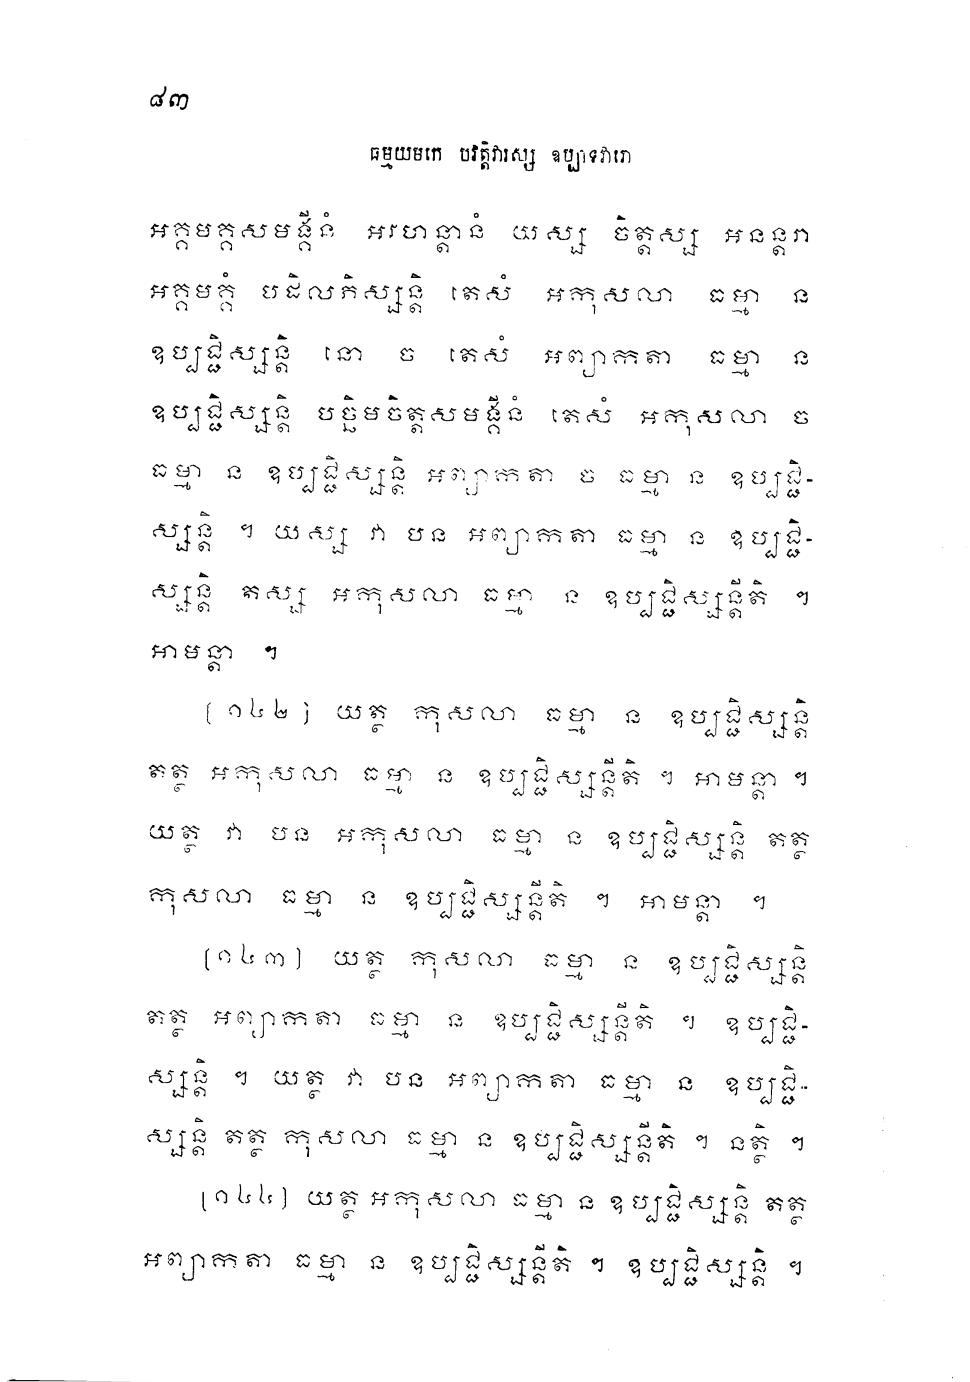 ៨៣
ធម្មយមកេ បវត្តិវារស្ស ឧប្បាទវារោ
អគ្គមគ្គសមង្គីនំ អរហន្តានំ យស្ស ចិត្តស្ស អនន្តរា
អគ្គមគ្គំ បដិលភិស្សន្តិ តេសំ អកុសលា ធម្មា ន
ឧប្បជ្ជិស្សន្តិ នោ ច តេសំ អព្យាកតា ធម្មា ន
ឧប្បជ្ជិស្សន្តិ បច្ឆិមចិត្តសមង្គីនំ តេសំ អកុសលា ច
ធម្មា ន ឧប្បជ្ជិស្សន្តិ អព្យាកតា ច ធម្មា ន ឧប្បជ្ជិ-
ស្សន្តិ ។ យស្ស វា បន អព្យាកតា ធម្មា ន ឧប្បជ្ជិ-
ស្សន្តិ តស្ស អកុសលា ធម្មា ន ឧប្បជ្ជិស្សន្តីតិ ។
អាមន្តា ។
(១៤២) យត្ថ កុសលា ធម្មា ន ឧប្បជ្ជិស្សន្តិ
តត្ថ អកុសលា ធម្មា ន ឧប្បជ្ជិស្សន្តីតិ ។ អាមន្តា ។
យត្ថ វា បន អកុសលា ធម្មា ន ឧប្បជ្ជិស្សន្តិ តត្ថ
កុសលា ធម្មា ន ឧប្បជ្ជិស្សន្តីតិ ។ អាមន្តា ។
(១៤៣) យត្ថ កុសលា ធម្មា ន ឧប្បជ្ជិស្សន្តិ
តត្ថ អព្យាកតា ធម្មា ន ឧប្បជ្ជិស្សន្តីតិ ។ ឧប្បជ្ជិ-
ស្សន្តិ ។ យត្ថ វា បន អព្យាកតា ធម្មា ន ឧប្បជ្ជិ-
ស្សន្តិ តត្ថ កុសលា ធម្មា ន ឧប្បជ្ជិស្សន្តីតិ ។ នត្ថិ ។
(១៤៤) យត្ថ អកុសលា ធម្មា ន ឧប្បជ្ជិស្សន្តិ តត្ថ
អព្យាកតា ធម្មា ន ឧប្បជ្ជិស្សន្តីតិ ។ ឧប្បជ្ជិស្សន្តិ ។